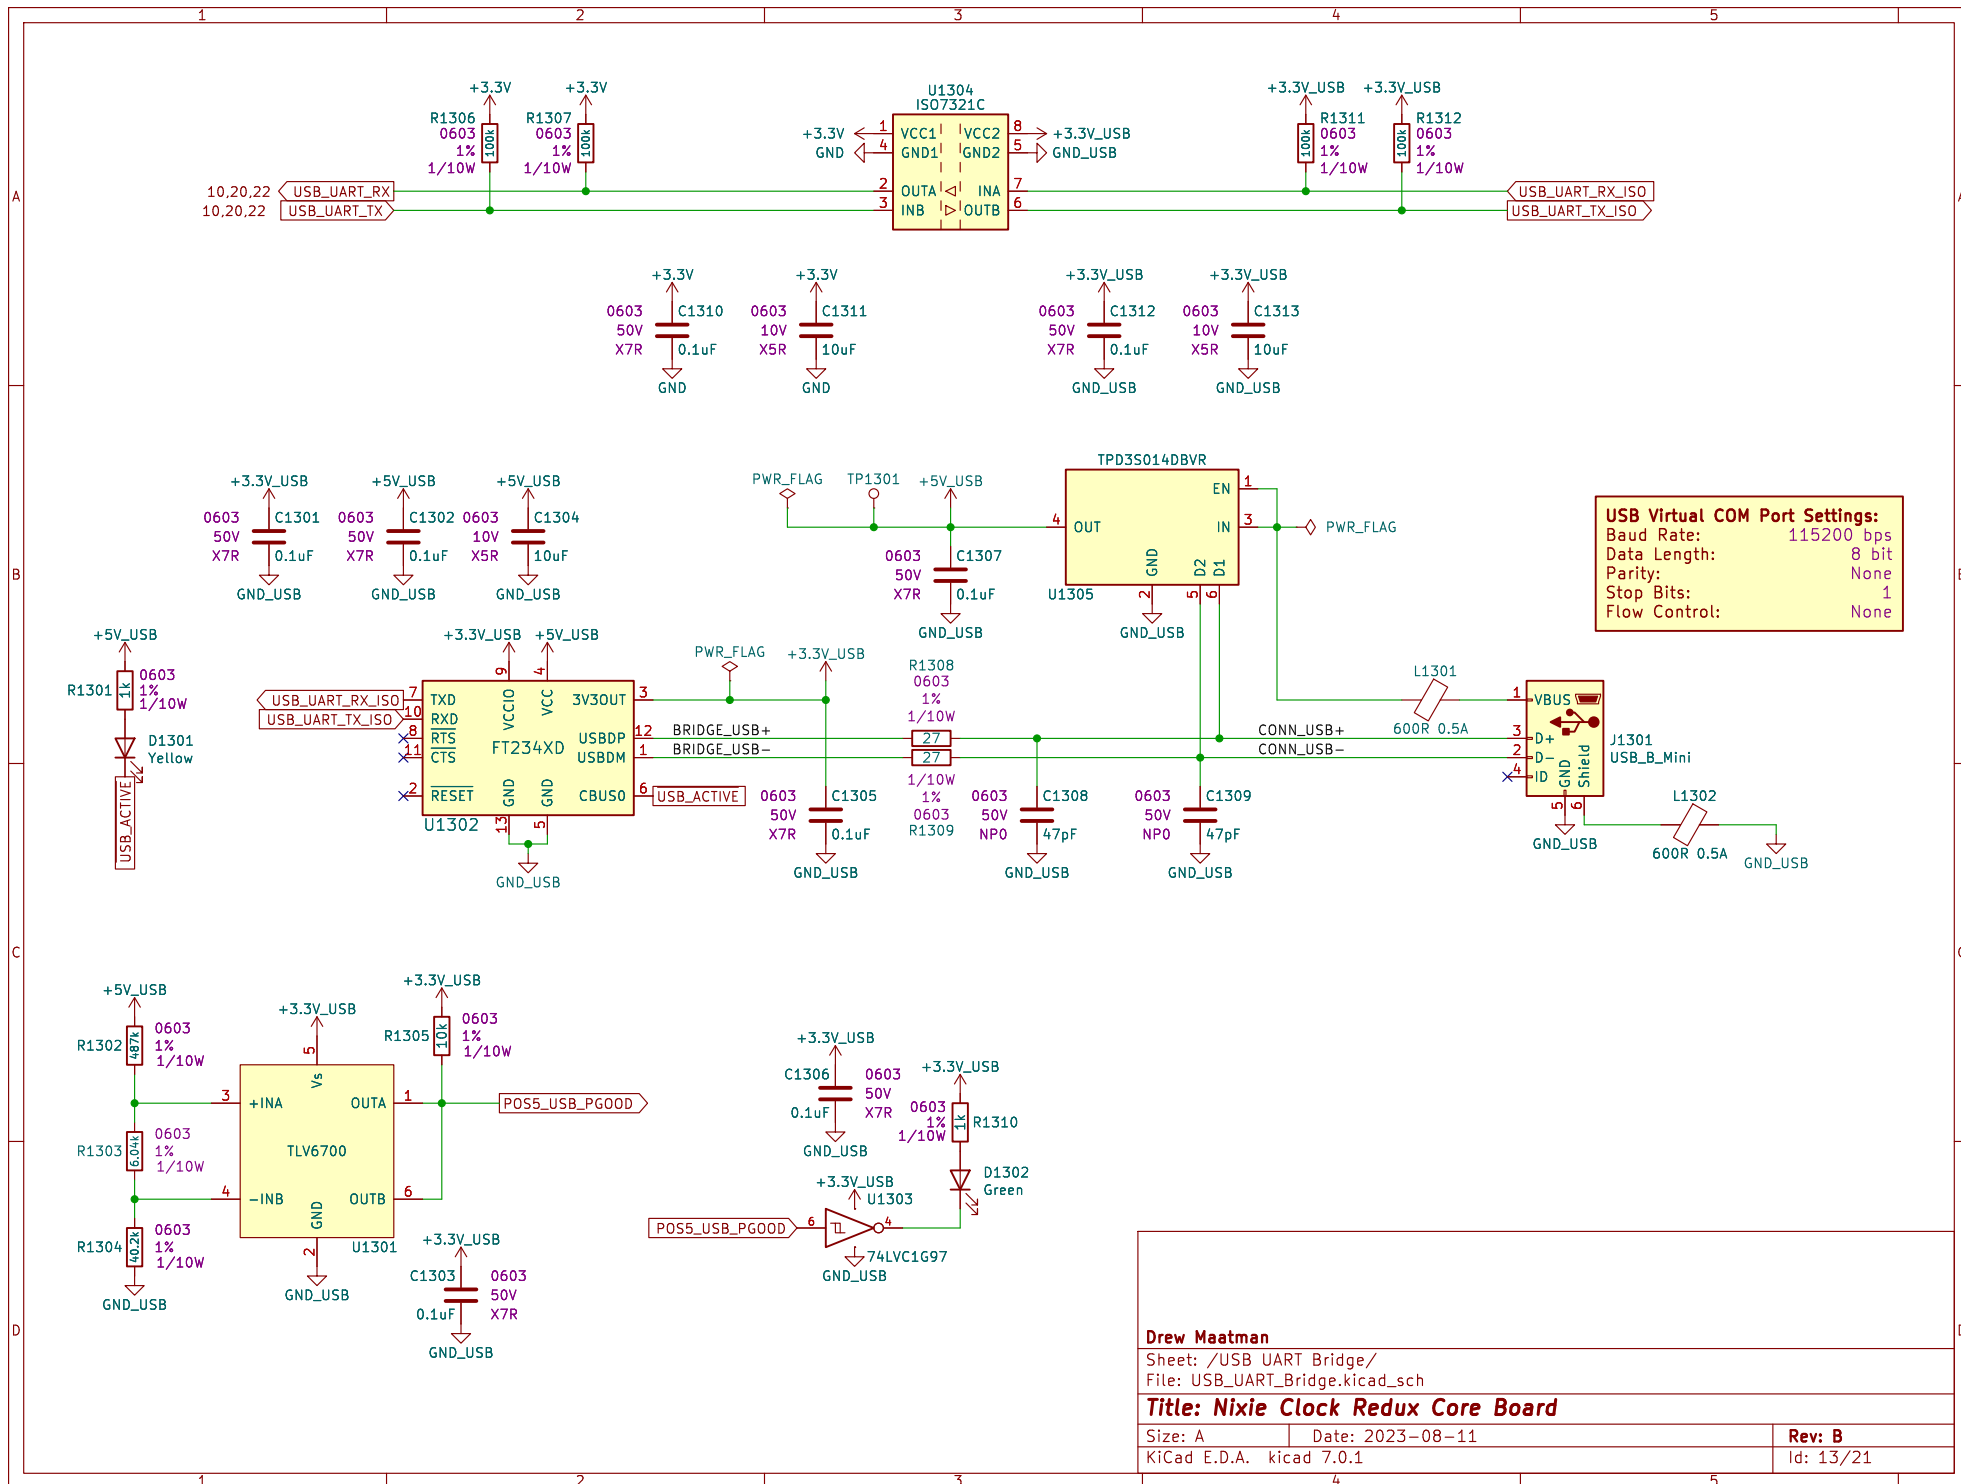 1 2 3 4 5
A
B
C
D
+3.3V
R1306
0603
1%
1/10W
100k
+3.3V
R1307
0603
1%
1/10W
100k
10,20,22 USB_UART_RX
10,20,22 USB_UART_TX
U1304
ISO7321C
+3.3V 1 VCC1 VCC2 8 +3.3V_USB
GND 4 GND1 GND2 5 GND_USB
2 OUTA INA 7
3 INB OUTB 6
+3.3V_USB
R1311
0603
1%
1/10W
100k
+3.3V_USB
R1312
0603
1%
1/10W
100k
USB_UART_RX_ISO
USB_UART_TX_ISO
+3.3V
0603 C1310
50V
X7R 0.1uF
GND
+3.3V
0603 C1311
10V
X5R 10uF
GND
+3.3V_USB
0603 C1312
50V
X7R 0.1uF
GND_USB
+3.3V_USB
0603 C1313
10V
X5R 10uF
GND_USB
+3.3V_USB
0603 C1301
50V
X7R 0.1uF
GND_USB
+5V_USB
0603 C1302
50V
X7R 0.1uF
GND_USB
+5V_USB
0603 C1304
10V
X5R 10uF
GND_USB
PWR_FLAG TP1301 +5V_USB
0603 C1307
50V
X7R 0.1uF
GND_USB
TPD3S014DBVR
EN 1
4 OUT IN 3 PWR_FLAG
GND D2 D1
U1305 2 5 6
GND_USB
USB Virtual COM Port Settings:
Baud Rate: 115200 bps
Data Length: 8 bit
Parity: None
Stop Bits: 1
Flow Control: None
+5V_USB
R1301 1k 0603
1%
1/10W
D1301
Yellow
USB_ACTIVE
+3.3V_USB +5V_USB
9 4
USB_UART_RX_ISO 7 TXD VCCIO VCC 3V3OUT 3
USB_UART_TX_ISO 10 RXD
8 RTS FT234XD USBDP 12 BRIDGE_USB+
11 CTS USBDM 1 BRIDGE_USB-
2 RESET GND GND CBUS0 6 USB_ACTIVE
U1302 13 5
GND_USB
PWR_FLAG +3.3V_USB
0603 C1305
50V
X7R 0.1uF
GND_USB
R1308
0603
1%
1/10W
27
27
1/10W
1%
0603
R1309
CONN_USB+
CONN_USB-
0603 C1308
50V
NP0 47pF
GND_USB
0603 C1309
50V
NP0 47pF
GND_USB
L1301
600R 0.5A
1 VBUS
3 D+
2 D-
4 ID
GND Shield
5 6
J1301
USB_B_Mini
GND_USB
L1302
600R 0.5A
GND_USB
+5V_USB
R1302 487k 0603
1%
1/10W
R1303 6.04k 0603
1%
1/10W
R1304 40.2k 0603
1%
1/10W
GND_USB
+3.3V_USB
5
Vs
3 +INA OUTA 1
TLV6700
4 -INB OUTB 6
GND
2 U1301
GND_USB
+3.3V_USB
R1305 10k 0603
1%
1/10W
POS5_USB_PGOOD
+3.3V_USB
C1303 0603
50V
0.1uF X7R
GND_USB
+3.3V_USB
C1306 0603
50V
0.1uF X7R
GND_USB
+3.3V_USB
0603
1%
1/10W
1k R1310
D1302
Green
+3.3V_USB
U1303
POS5_USB_PGOOD 6 4
74LVC1G97
GND_USB
Drew Maatman
Sheet: /USB UART Bridge/
File: USB_UART_Bridge.kicad_sch
Title: Nixie Clock Redux Core Board
Size: A Date: 2023-08-11 Rev: B
KiCad E.D.A. kicad 7.0.1 Id: 13/21
1 2 3 4 5